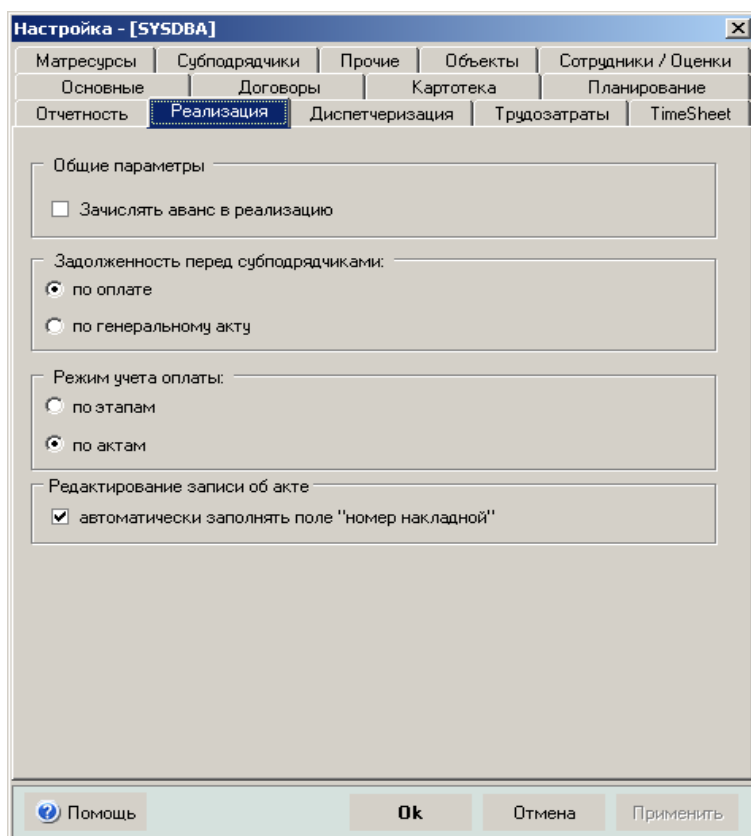 Настройка - [SYSDBA]
Матресурсы Субподрядчики Прочие Объекты Сотрудники / Оценки
Основные Договоры Картотека Планирование
Отчетность Реализация Диспетчеризация Трудозатраты TimeSheet
Общие параметры
Зачислять аванс в реализацию
Задолженность перед субподрядчиками:
по оплате
по генеральному акту
Режим учета оплаты:
по этапам
по актам
Редактирование записи об акте
автоматически заполнять поле "номер накладной"
Помощь Ok Отмена Применить